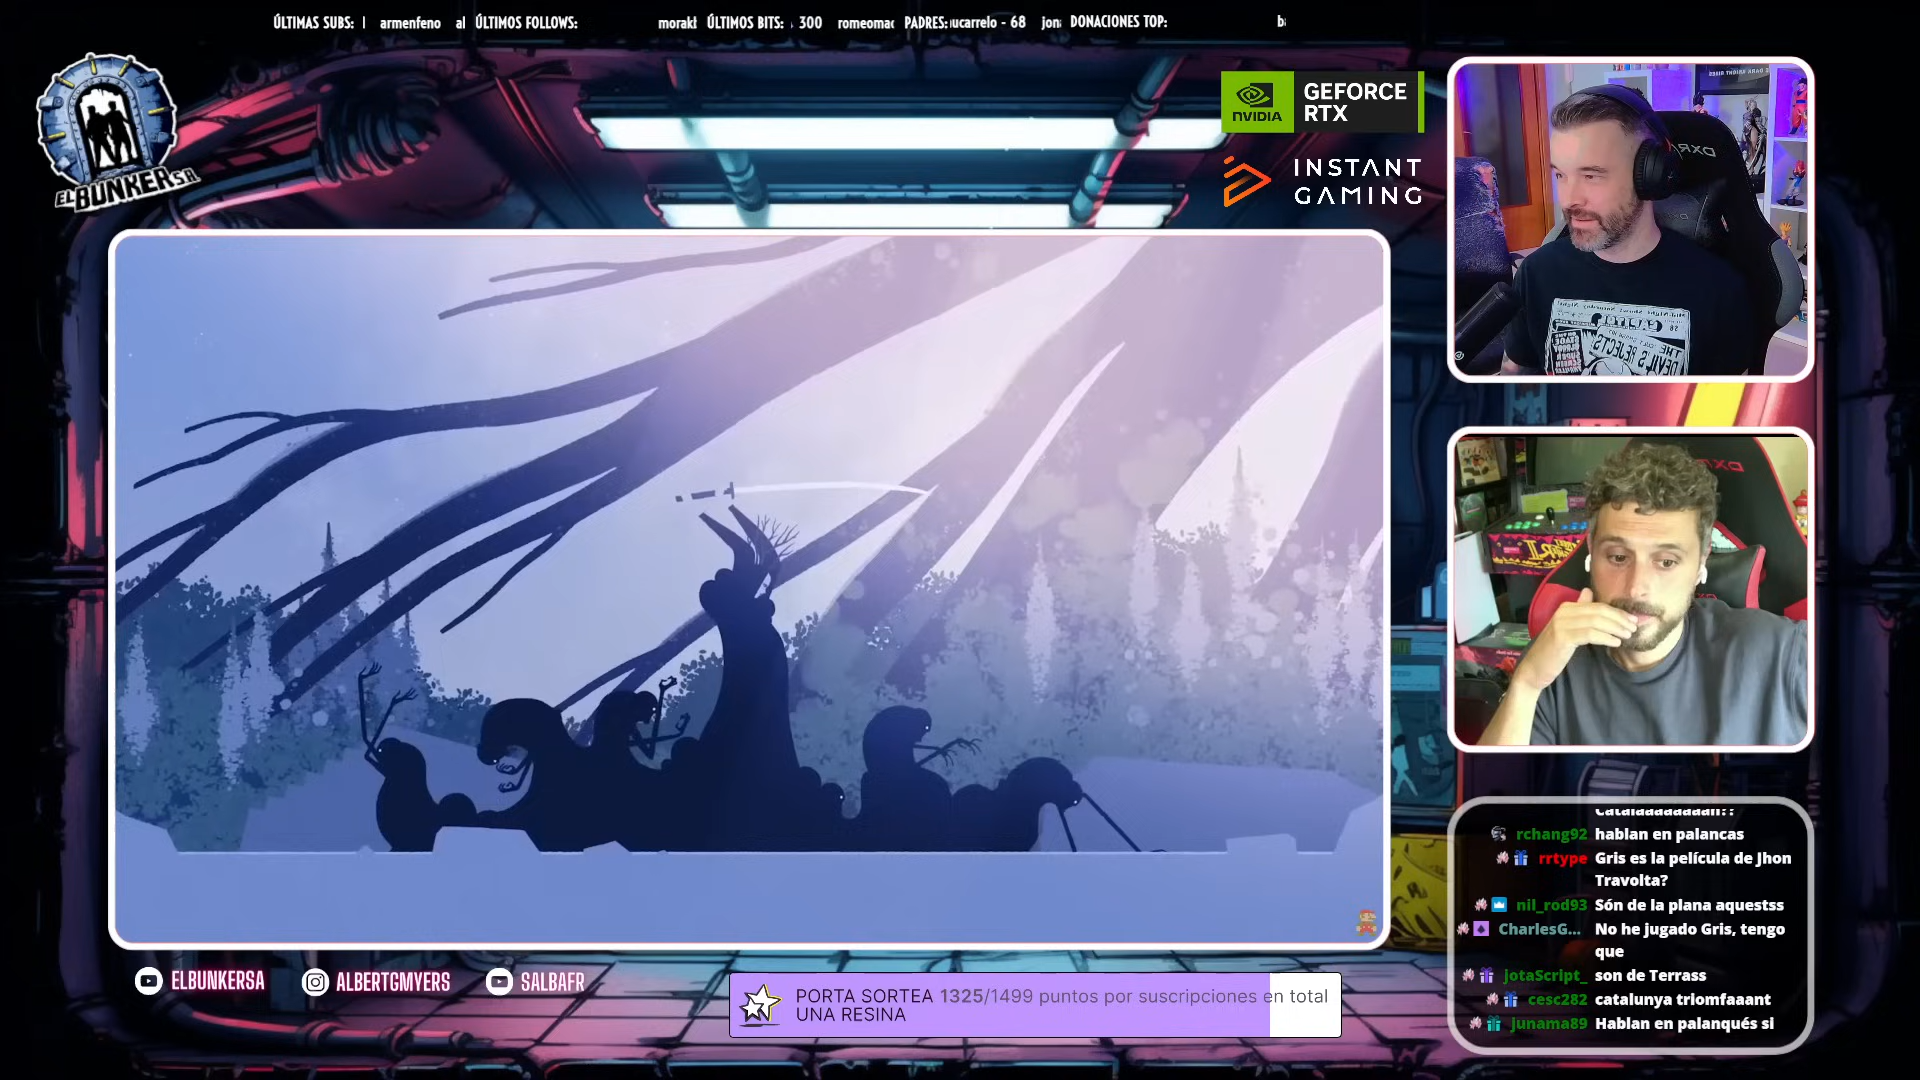 ÚLTIMAS SUBS: armenfeno ÚLTIMOS FOLLOWS: ÚLTIMOS BITS: 300 PADRES: - 68 DONACIONES TOP:
EL BUNKER SA
NVIDIA
GEFORCE
RTX
INSTANT
GAMING
rchang92 hablan en palancas
rrtype Gris es la película de Jhon
Travolta?
nil_rod93 Són de la plana aquestss
CharlesG... No he jugado Gris, tengo
que
jotaScript_ son de Terrass
cesc282 catalunya triomfaaant
junama89 Hablan en palanqués si
ELBUNKERSA ALBERTGMYERS SALBAFR
PORTA SORTEA 1325/1499 puntos por suscripciones en total
UNA RESINA